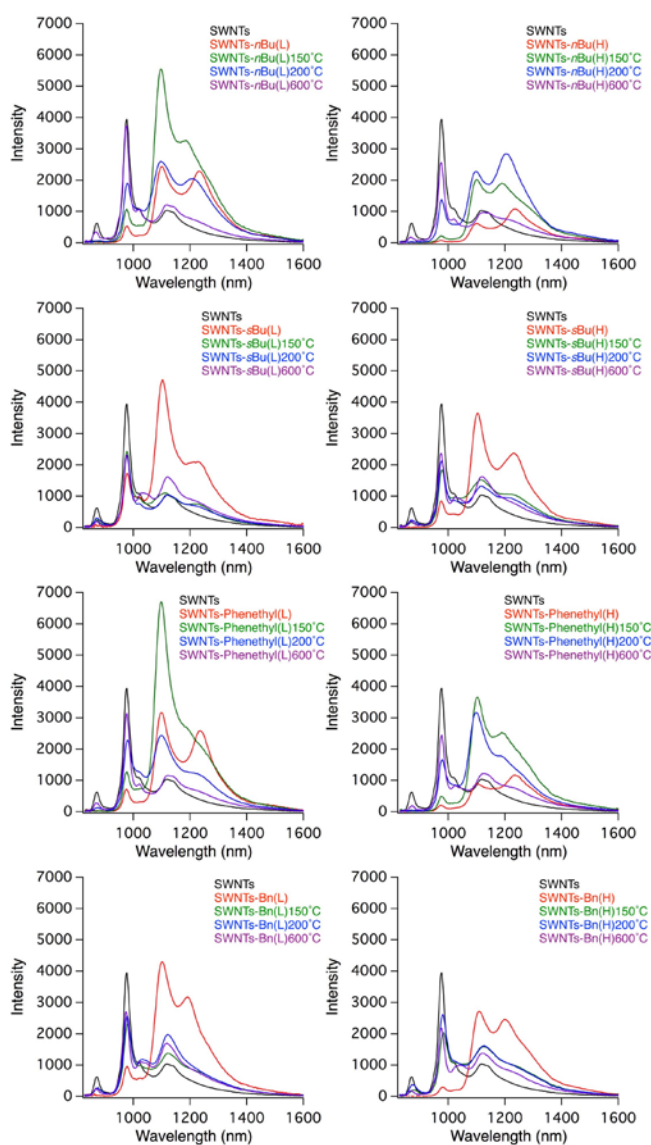 7000
6000
5000
4000
3000
2000
1000
0
Intensity
SWNTs
SWNTs-nBu(L)
SWNTs-nBu(L)150˚C
SWNTs-nBu(L)200˚C
SWNTs-nBu(L)600˚C
1000 1200 1400 1600
Wavelength (nm)
7000
6000
5000
4000
3000
2000
1000
0
Intensity
SWNTs
SWNTs-nBu(H)
SWNTs-nBu(H)150˚C
SWNTs-nBu(H)200˚C
SWNTs-nBu(H)600˚C
1000 1200 1400 1600
Wavelength (nm)
7000
6000
5000
4000
3000
2000
1000
0
Intensity
SWNTs
SWNTs-sBu(L)
SWNTs-sBu(L)150˚C
SWNTs-sBu(L)200˚C
SWNTs-sBu(L)600˚C
1000 1200 1400 1600
Wavelength (nm)
7000
6000
5000
4000
3000
2000
1000
0
Intensity
SWNTs
SWNTs-sBu(H)
SWNTs-sBu(H)150˚C
SWNTs-sBu(H)200˚C
SWNTs-sBu(H)600˚C
1000 1200 1400 1600
Wavelength (nm)
7000
6000
5000
4000
3000
2000
1000
0
Intensity
SWNTs
SWNTs-Phenethyl(L)
SWNTs-Phenethyl(L)150˚C
SWNTs-Phenethyl(L)200˚C
SWNTs-Phenethyl(L)600˚C
1000 1200 1400 1600
Wavelength (nm)
7000
6000
5000
4000
3000
2000
1000
0
Intensity
SWNTs
SWNTs-Phenethyl(H)
SWNTs-Phenethyl(H)150˚C
SWNTs-Phenethyl(H)200˚C
SWNTs-Phenethyl(H)600˚C
1000 1200 1400 1600
Wavelength (nm)
7000
6000
5000
4000
3000
2000
1000
0
Intensity
SWNTs
SWNTs-Bn(L)
SWNTs-Bn(L)150˚C
SWNTs-Bn(L)200˚C
SWNTs-Bn(L)600˚C
1000 1200 1400 1600
Wavelength (nm)
7000
6000
5000
4000
3000
2000
1000
0
Intensity
SWNTs
SWNTs-Bn(H)
SWNTs-Bn(H)150˚C
SWNTs-Bn(H)200˚C
SWNTs-Bn(H)600˚C
1000 1200 1400 1600
Wavelength (nm)